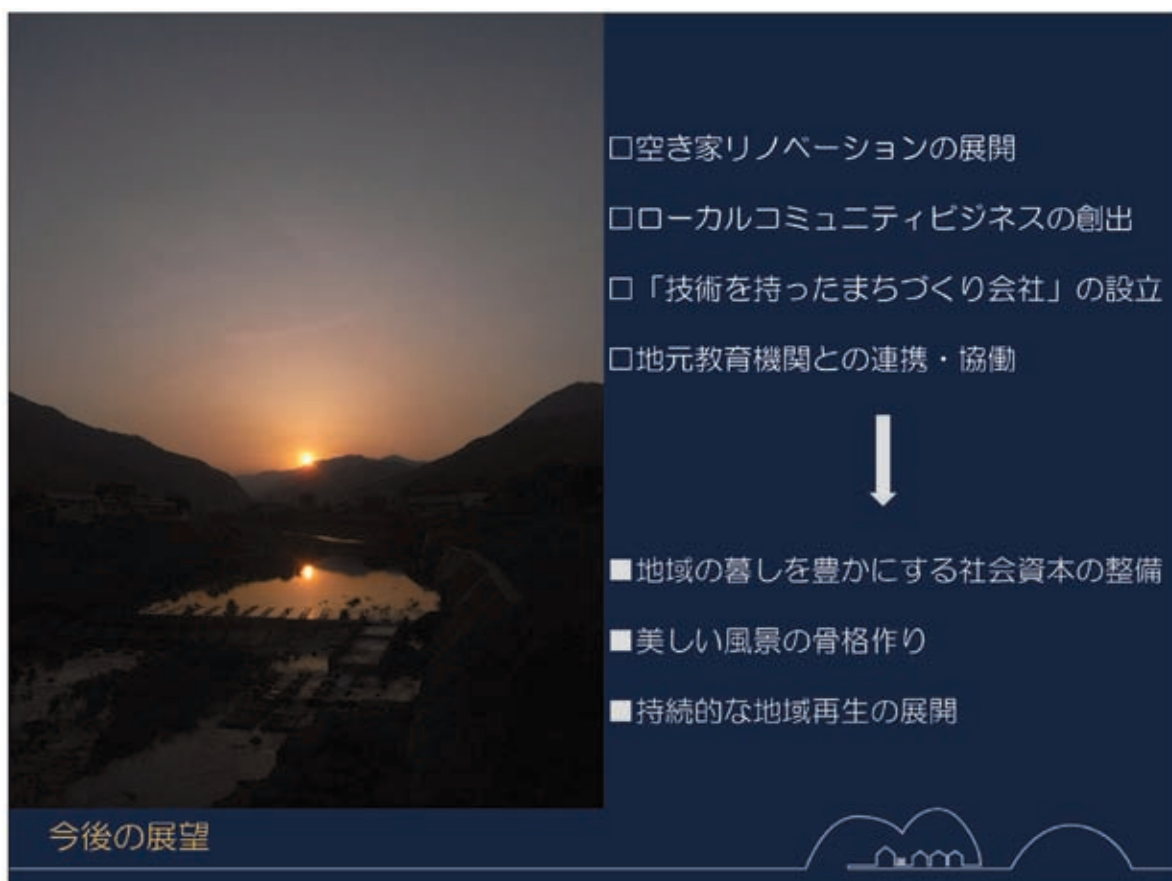 □空き家リノベーションの展開
□ローカルコミュニティビジネスの創出
□「技術を持ったまちづくり会社」の設立
□地元教育機関との連携・協働
■地域の暮しを豊かにする社会資本の整備
■美しい風景の骨格作り
■持続的な地域再生の展開
今後の展望